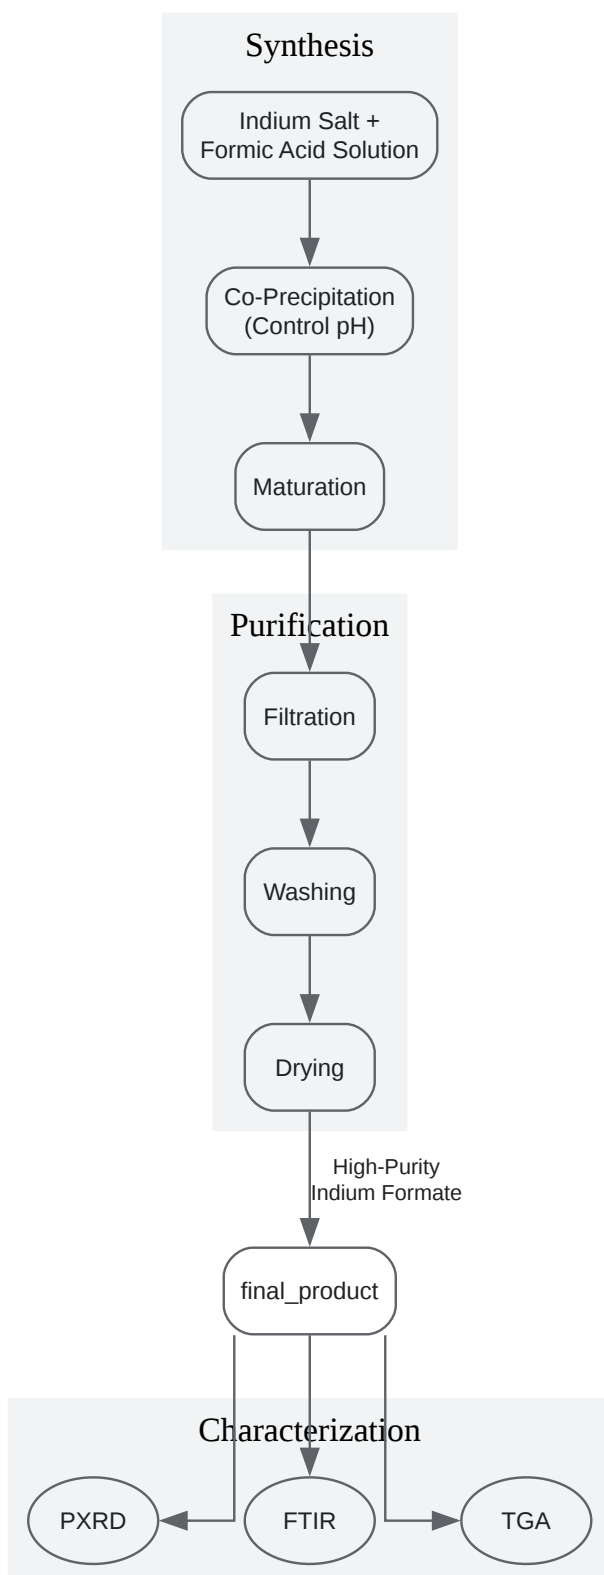 Synthesis
Indium Salt +
Formic Acid Solution
Co-Precipitation
(Control pH)
Maturation
Purification
Filtration
Washing
Drying
High-Purity
Indium Formate
final_product
Characterization
PXRD
FTIR
TGA